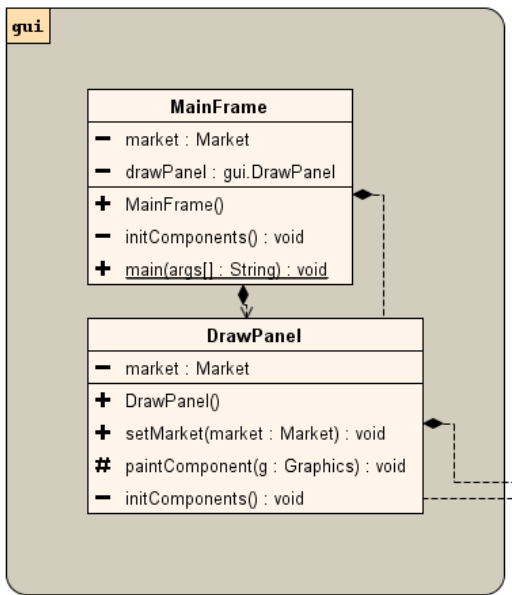 gui
MainFrame
− market : Market
− drawPanel : gui.DrawPanel
+ MainFrame()
− initComponents() : void
+ main(args[] : String) : void
DrawPanel
− market : Market
+ DrawPanel()
+ setMarket(market : Market) : void
# paintComponent(g : Graphics) : void
− initComponents() : void